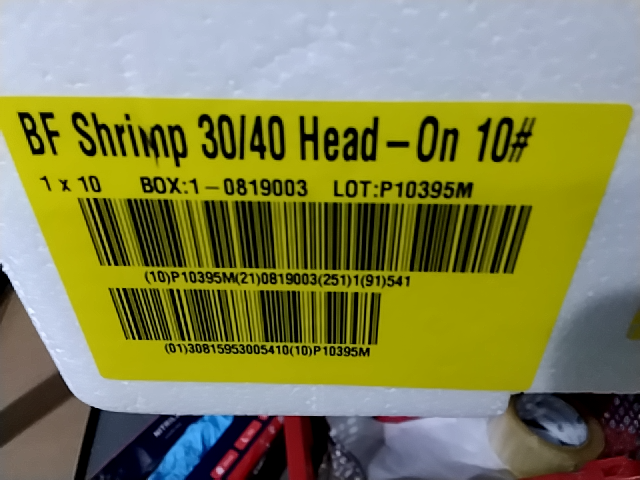 BF Shrimp 30/40 Head-On 10#
1 x 10 BOX:1-0819003 LOT:P10395M
(10)P10395M(21)0819003(251)1(91)541
(01)30815953005410(10)P10395M